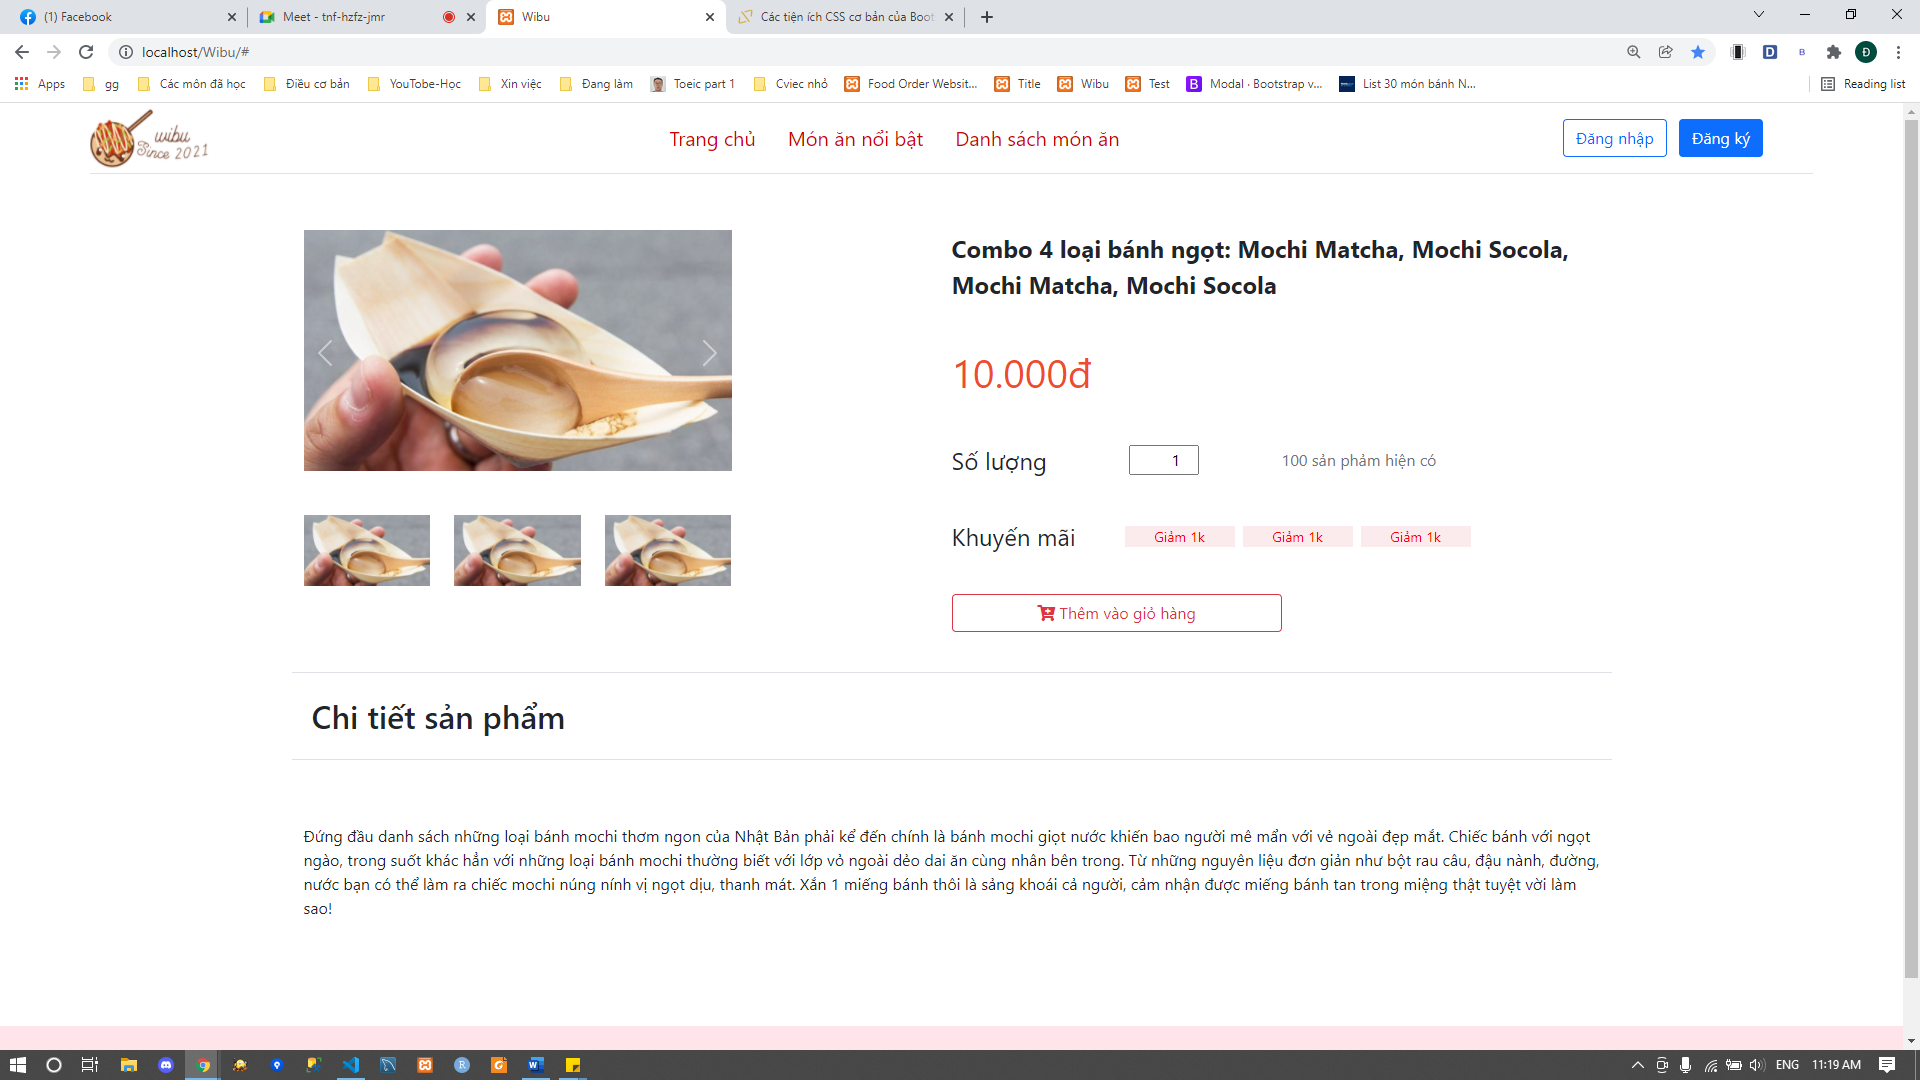 (1) Facebook
Meet - tnf-hzfz-jmr
Wibu
Các tiện ích CSS cơ bản của Boot
localhost/Wibu/#
Apps
gg
Các môn đã học
Điều cơ bản
YouTobe-Học
Xin việc
Đang làm
Toeic part 1
Cviec nhỏ
Food Order Websit...
Title
Wibu
Test
Modal · Bootstrap v...
List 30 món bánh N...
Reading list
wibu
Since 2021
Trang chủ
Món ăn nổi bật
Danh sách món ăn
Đăng nhập
Đăng ký
Combo 4 loại bánh ngọt: Mochi Matcha, Mochi Socola,
Mochi Matcha, Mochi Socola
10.000đ
Số lượng
1
100 sản phảm hiện có
Khuyến mãi
Giảm 1k
Giảm 1k
Giảm 1k
Thêm vào giỏ hàng
Chi tiết sản phẩm
Đứng đầu danh sách những loại bánh mochi thơm ngon của Nhật Bản phải kể đến chính là bánh mochi giọt nước khiến bao người mê mẩn với vẻ ngoài đẹp mắt. Chiếc bánh với ngọt
ngào, trong suốt khác hẳn với những loại bánh mochi thường biết với lớp vỏ ngoài dẻo dai ăn cùng nhân bên trong. Từ những nguyên liệu đơn giản như bột rau câu, đậu nành, đường,
nước bạn có thể làm ra chiếc mochi núng nính vị ngọt dịu, thanh mát. Xắn 1 miếng bánh thôi là sảng khoái cả người, cảm nhận được miếng bánh tan trong miệng thật tuyệt vời làm
sao!
ENG
11:19 AM